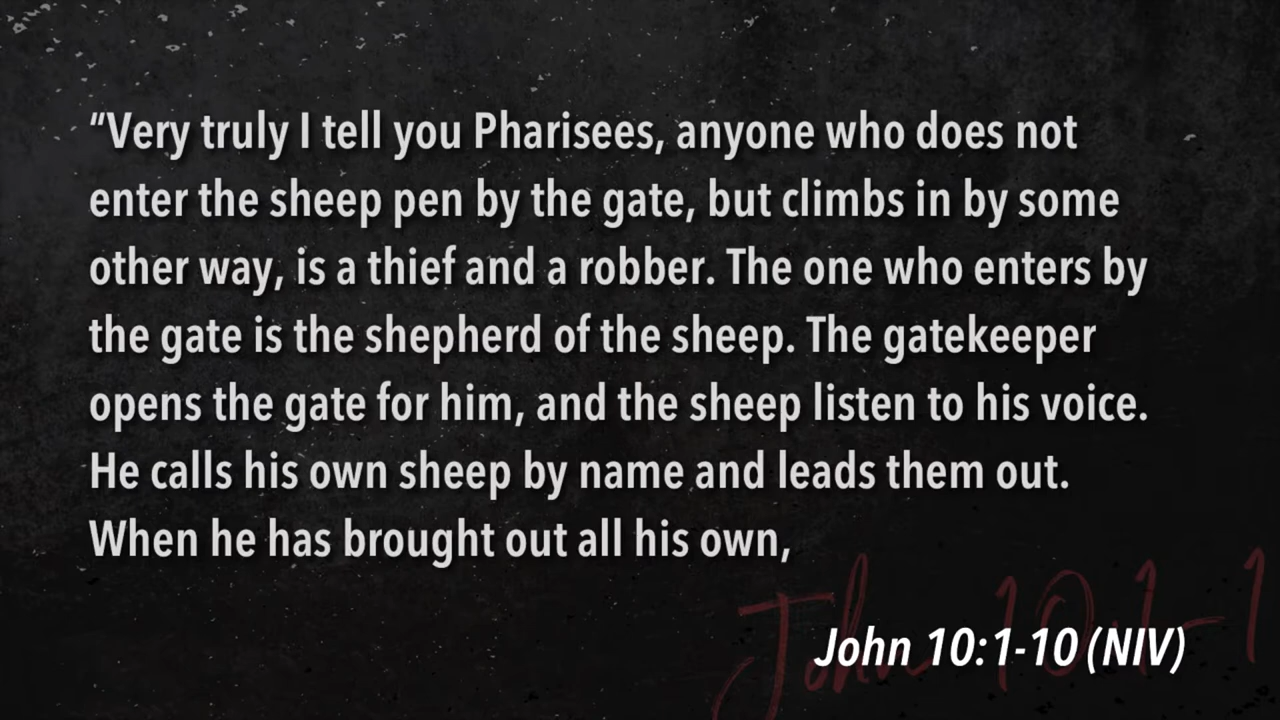 “Very truly I tell you Pharisees, anyone who does not
enter the sheep pen by the gate, but climbs in by some
other way, is a thief and a robber. The one who enters by
the gate is the shepherd of the sheep. The gatekeeper
opens the gate for him, and the sheep listen to his voice.
He calls his own sheep by name and leads them out.
When he has brought out all his own,
John 10:1-1
John 10:1-10 (NIV)